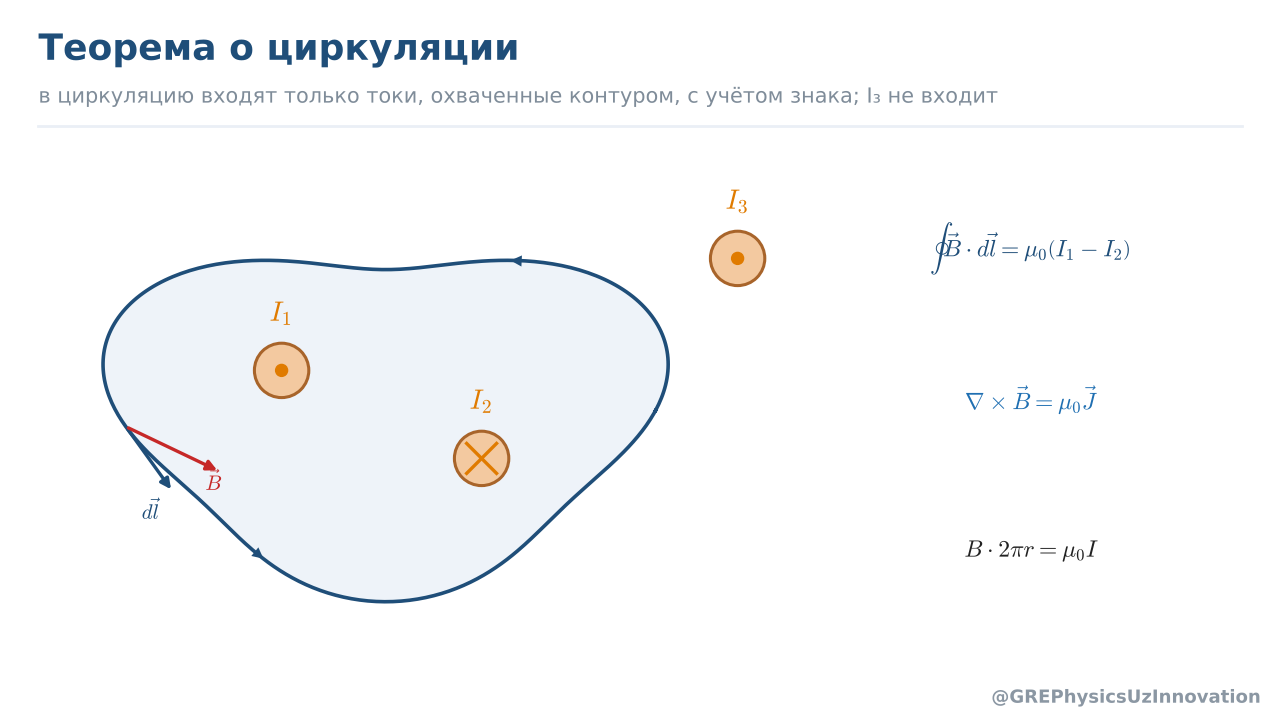 Теорема о циркуляции
в циркуляцию входят только токи, охваченные контуром, с учётом знака; I₃ не входит
I₃
∮B⃗ · dl⃗ = μ₀(I₁ − I₂)
I₁
∇ × B⃗ = μ₀J⃗
I₂
B⃗
dl⃗
B · 2πr = μ₀I
@GREPhysicsUzInnovation